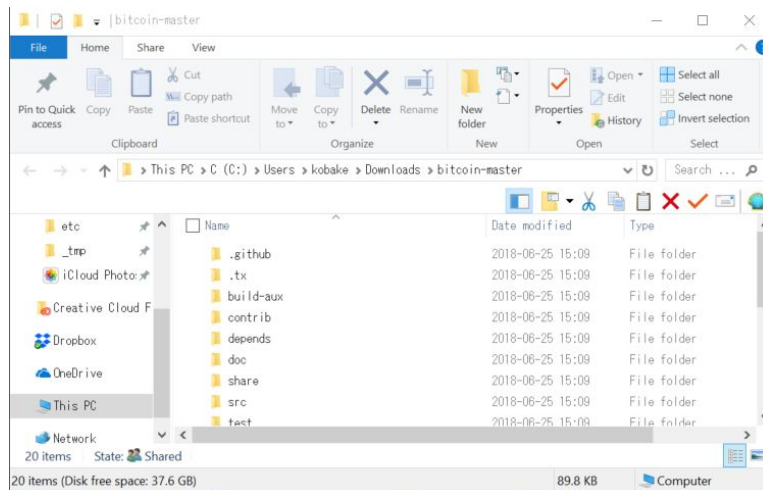 bitcoin-master
File Home Share View
Pin to Quick access
Copy
Paste
Cut
Copy path
Paste shortcut
Clipboard
Move to
Copy to
Delete
Rename
Organize
New folder
New
Properties
Open
Edit
History
Open
Select all
Select none
Invert selection
Select
This PC > C (C:) > Users > kobake > Downloads > bitcoin-master
Search ...
etc
_tmp
iCloud Photo
Creative Cloud F
Dropbox
OneDrive
This PC
Network
Name Date modified Type
.github 2018-06-25 15:09 File folder
.tx 2018-06-25 15:09 File folder
build-aux 2018-06-25 15:09 File folder
contrib 2018-06-25 15:09 File folder
depends 2018-06-25 15:09 File folder
doc 2018-06-25 15:09 File folder
share 2018-06-25 15:09 File folder
src 2018-06-25 15:09 File folder
test 2018-06-25 15:09 File folder
20 items State: Shared
20 items (Disk free space: 37.6 GB) 89.8 KB Computer